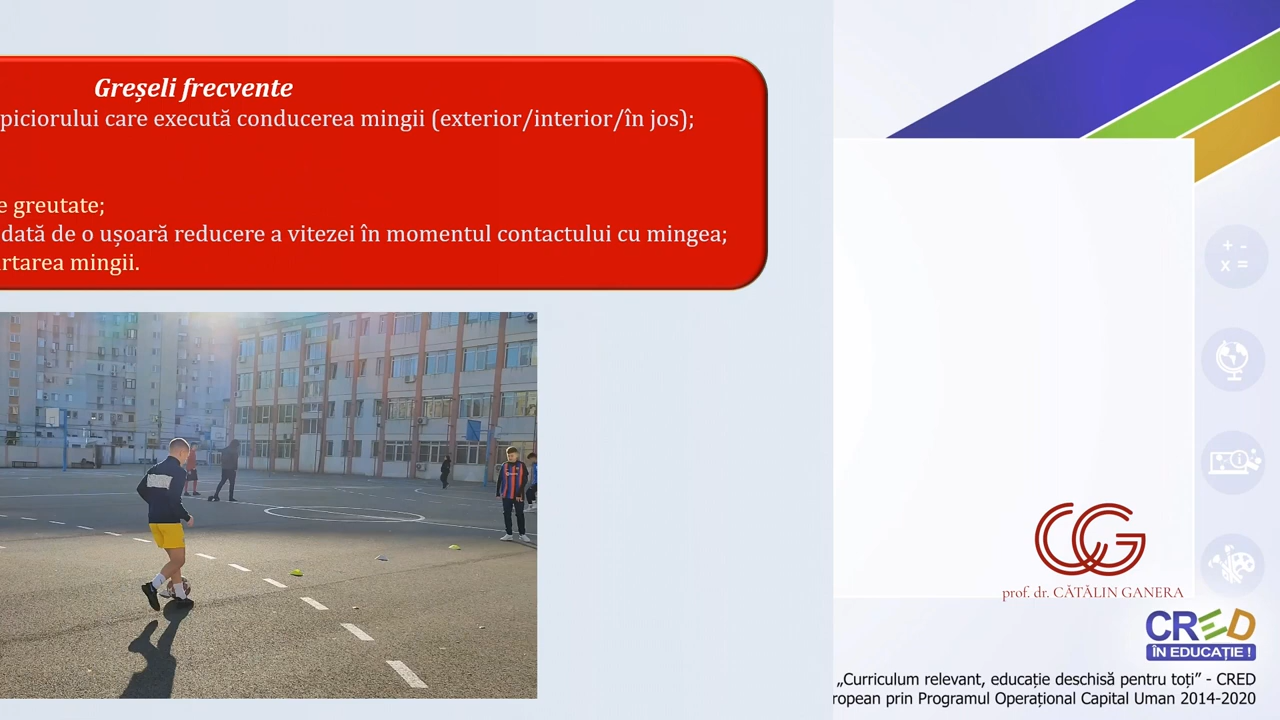 Greșeli frecvente
piciorului care execută conducerea mingii (exterior/interior/în jos);
e greutate;
dată de o ușoară reducere a vitezei în momentul contactului cu mingea;
rtarea mingii.
+ -
x =
CG
prof. dr. CĂTĂLIN GANERA
CRED
ÎN EDUCAȚIE !
„Curriculum relevant, educație deschisă pentru toți” - CRED
ropean prin Programul Operațional Capital Uman 2014-2020